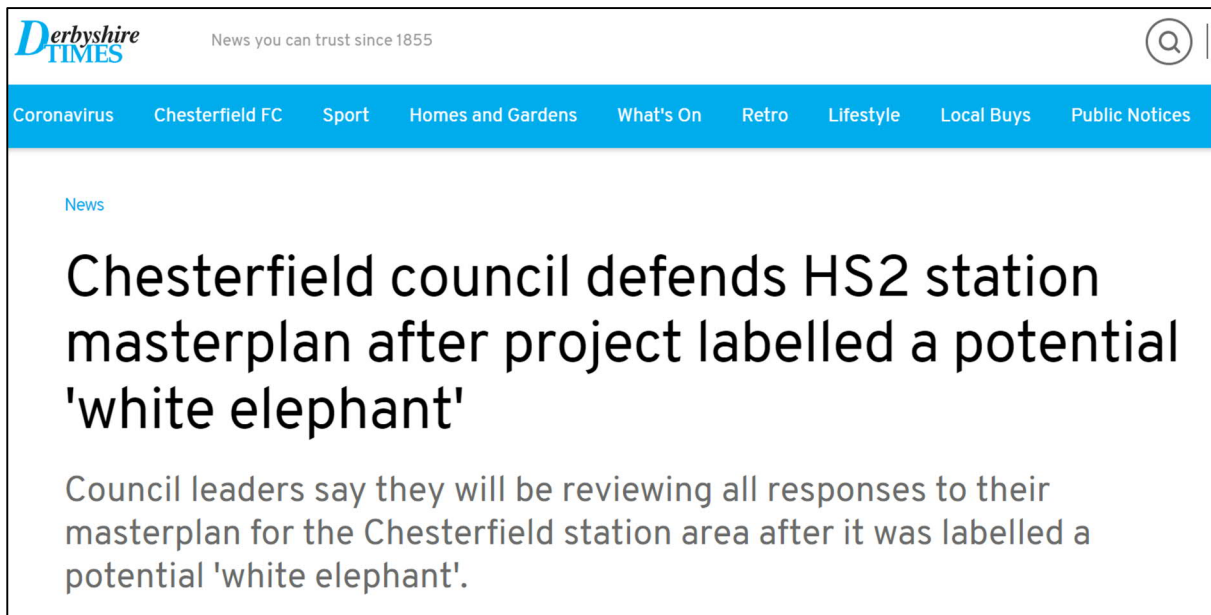 Derbyshire
TIMES
News you can trust since 1855
Coronavirus Chesterfield FC Sport Homes and Gardens What's On Retro Lifestyle Local Buys Public Notices
News
Chesterfield council defends HS2 station
masterplan after project labelled a potential
'white elephant'
Council leaders say they will be reviewing all responses to their
masterplan for the Chesterfield station area after it was labelled a
potential 'white elephant'.